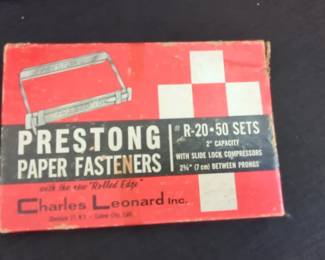 PRESTONG
PAPER FASTENERS
with the new "Rolled Edge"
Charles Leonard Inc.
# R-20 • 50 SETS
2" CAPACITY
WITH SLIDE LOCK COMPRESSORS
2¾" (7 cm) BETWEEN PRONGS